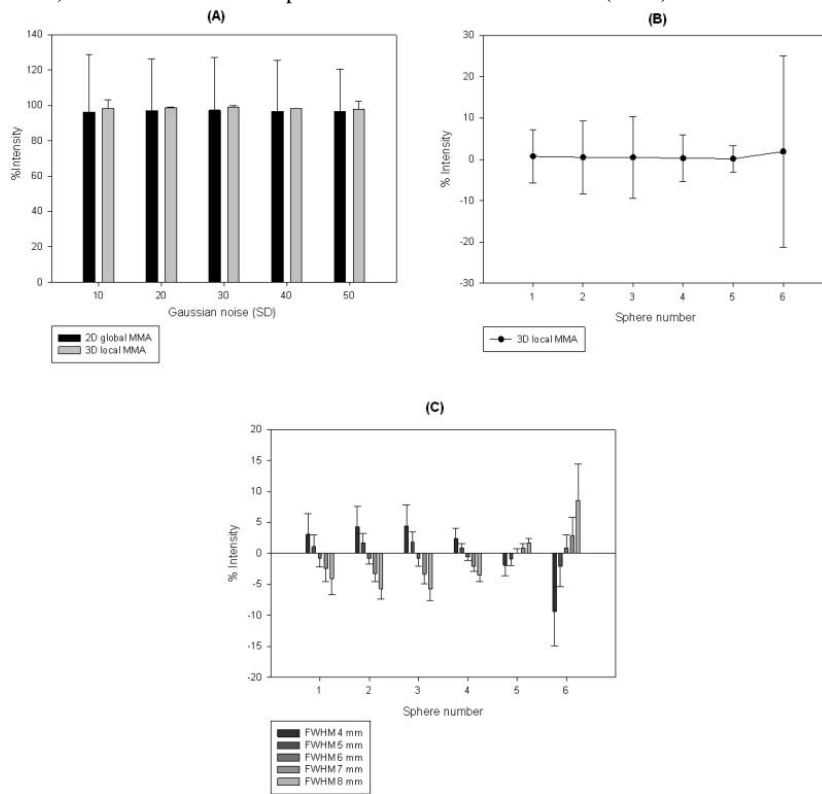 (A)
140
120
100
80
60
40
20
0
%Intensity
10 20 30 40 50
Gaussian noise (SD)
2D global MMA
3D local MMA
(B)
30
20
10
0
-10
-20
-30
% Intensity
1 2 3 4 5 6
Sphere number
3D local MMA
(C)
20
15
10
5
0
-5
-10
-15
-20
% Intensity
1 2 3 4 5 6
Sphere number
FWHM 4 mm
FWHM 5 mm
FWHM 6 mm
FWHM 7 mm
FWHM 8 mm